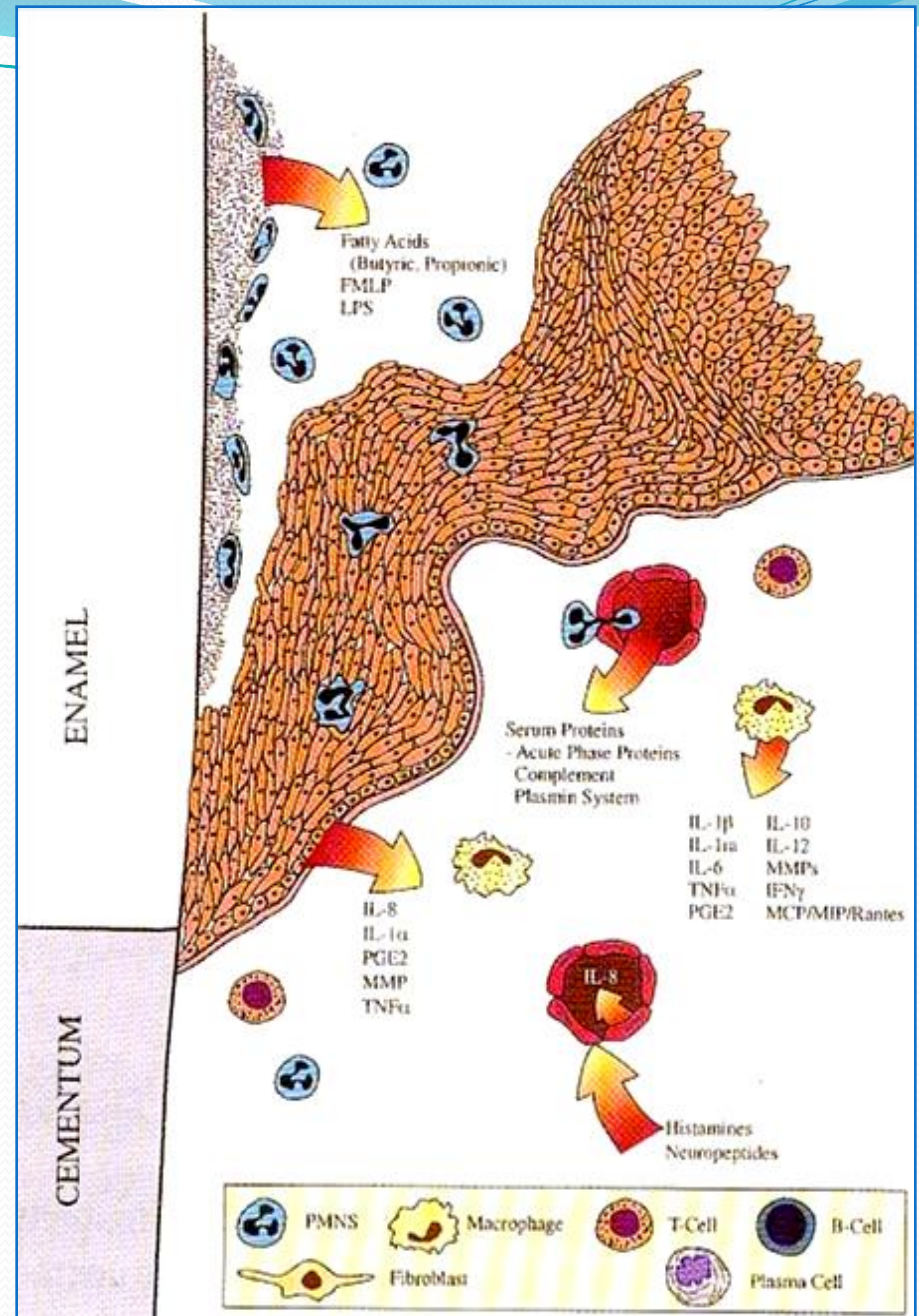 Fatty Acids
(Butyric, Propionic)
FMLP
LPS
ENAMEL
Serum Proteins
- Acute Phase Proteins
Complement
Plasmin System
IL-1β IL-10
IL-1ra IL-12
IL-6 MMPs
TNFα IFNγ
PGE2 MCP/MIP/Rantes
IL-8
IL-1α
PGE2
MMP
TNFα
IL-8
CEMENTUM
Histamines
Neuropeptides
PMNS Macrophage T-Cell B-Cell
Fibroblast Plasma Cell